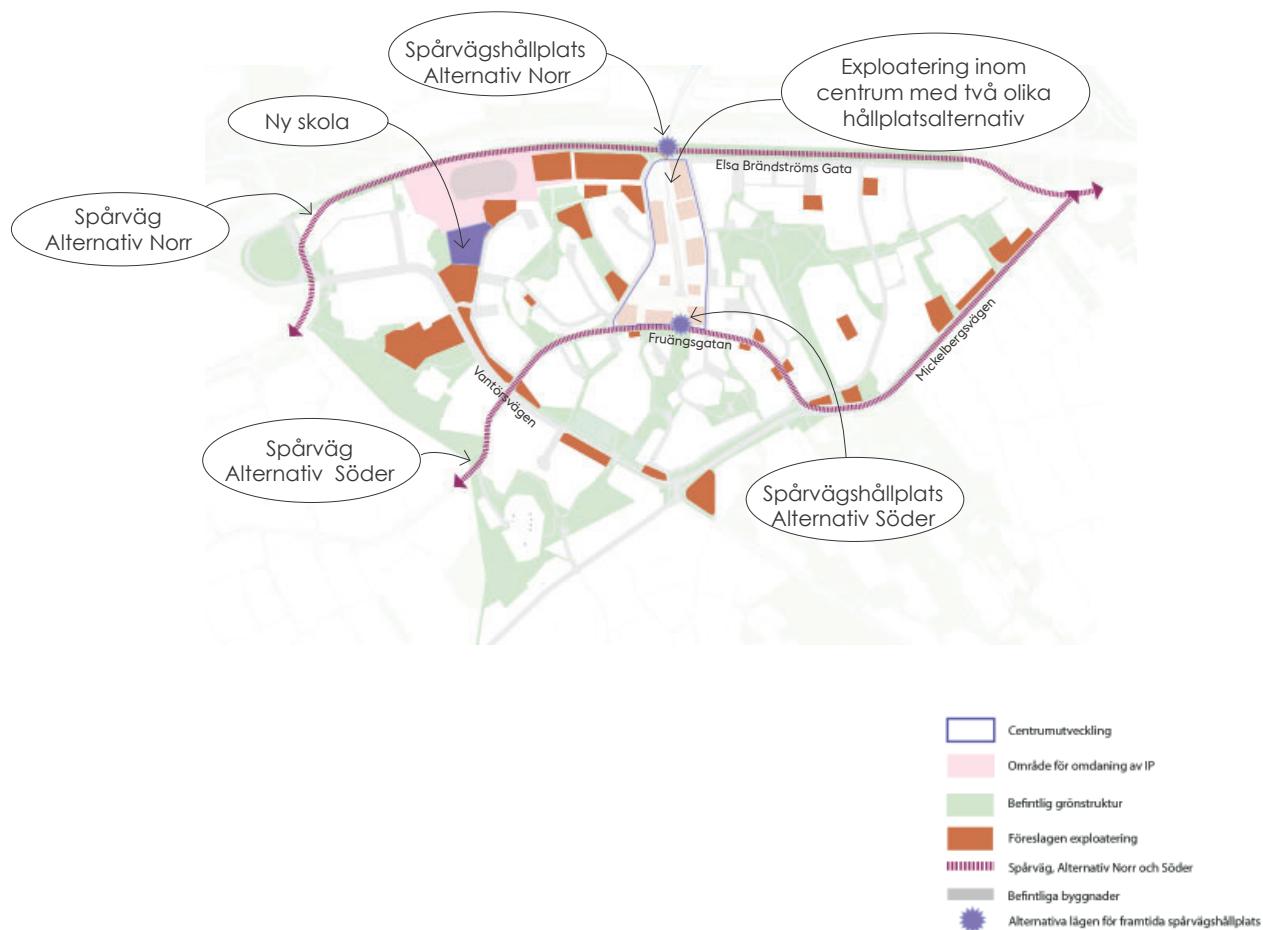 Spårvägshållplats
Alternativ Norr
Exploatering inom
centrum med två olika
hållplatsalternativ
Ny skola
Elsa Brändströms Gata
Spårväg
Alternativ Norr
Fruängsgatan
Mickelbergsvägen
Vantörsvägen
Spårväg
Alternativ Söder
Spårvägshållplats
Alternativ Söder
Centrumutveckling
Område för omdaning av IP
Befintlig grönstruktur
Föreslagen exploatering
Spårväg, Alternativ Norr och Söder
Befintliga byggnader
Alternativa lägen för framtida spårvägshållplats